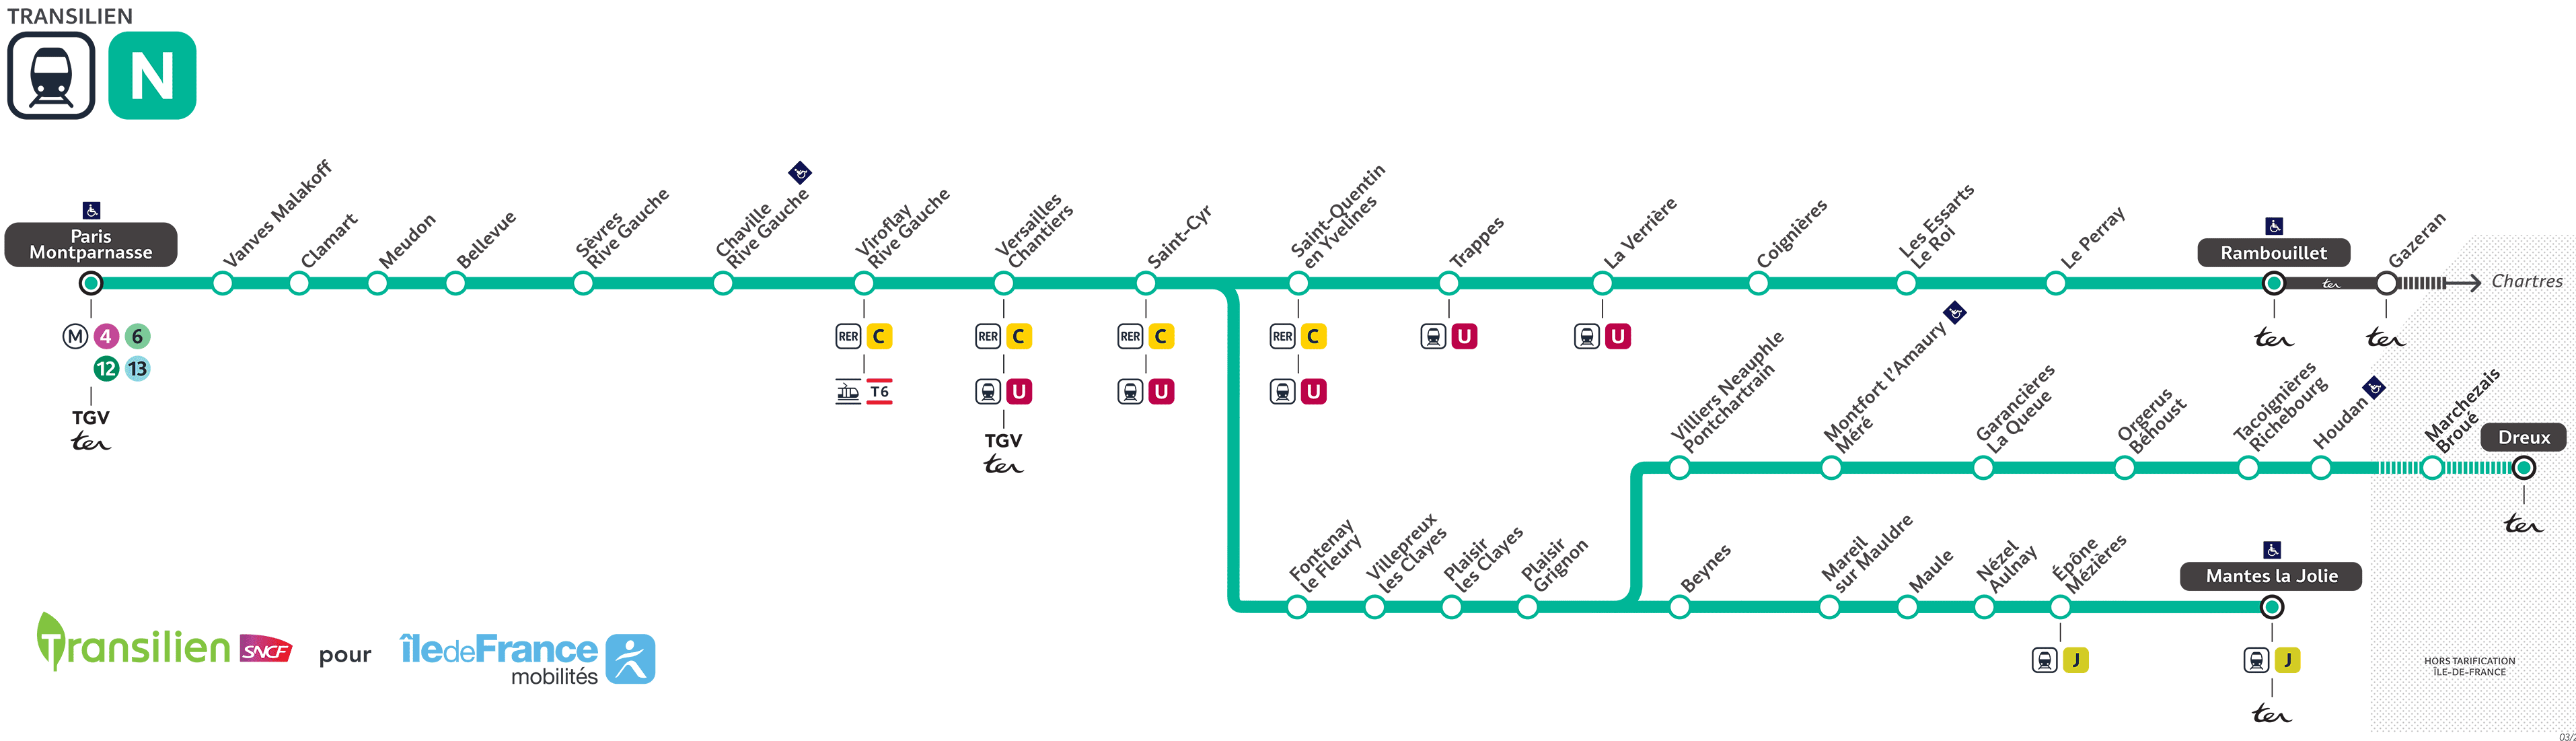 TRANSILIEN
N
Paris
Montparnasse
Vanves Malakoff
Clamart
Meudon
Bellevue
Sèvres
Rive Gauche
Chaville
Rive Gauche
Viroflay
Rive Gauche
Versailles
Chantiers
Saint-Cyr
Saint-Quentin
en Yvelines
Trappes
La Verrière
Coignières
Les Essarts
Le Roi
Le Perray
Rambouillet
ter
Gazeran
Chartres
M 4 6
12 13
TGV
ter
RER C
T6
RER C
U
TGV
ter
RER C
U
RER C
U
U
U
ter
ter
Villiers Neauphle
Pontchartrain
Montfort l'Amaury
Méré
Garancières
La Queue
Orgerus
Béhoust
Tacoignières
Richebourg
Houdan
Marchezais
Broué
Dreux
ter
Fontenay
le Fleury
Villepreux
les Clayes
Plaisir
les Clayes
Plaisir
Grignon
Beynes
Mareil
sur Mauldre
Maule
Nézel
Aulnay
Épône
Mézières
Mantes la Jolie
J
J
ter
Transilien SNCF pour îledeFrance
mobilités
HORS TARIFICATION
ÎLE-DE-FRANCE